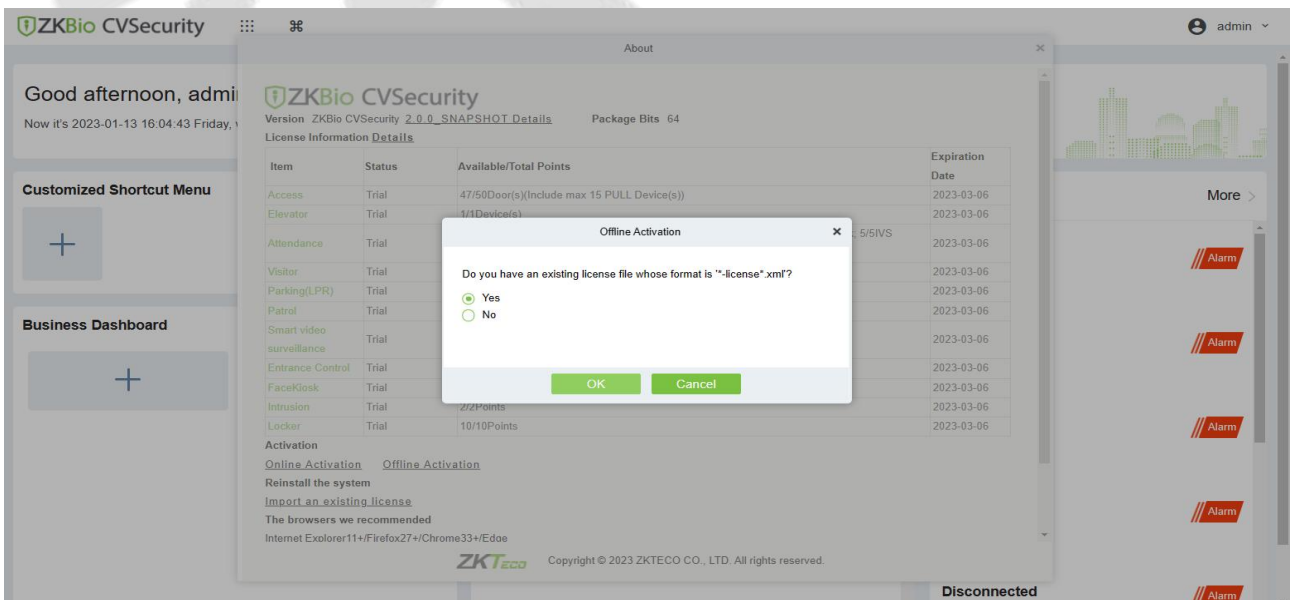 ZKBio CVSecurity
admin
About
Good afternoon, admi
Now it's 2023-01-13 16:04:43 Friday,
ZKBio CVSecurity
Version ZKBio CVSecurity 2.0.0_SNAPSHOT Details Package Bits 64
License Information Details
Item Status Available/Total Points Expiration Date
Access Trial 47/50Door(s)(Include max 15 PULL Device(s)) 2023-03-06
Elevator Trial 1/1Device(s) 2023-03-06
Attendance Trial 5/5IVS 2023-03-06
Visitor Trial 2023-03-06
Parking(LPR) Trial 2023-03-06
Patrol Trial 2023-03-06
Smart video surveillance Trial 2023-03-06
Entrance Control Trial 2023-03-06
FaceKiosk Trial 2023-03-06
Intrusion Trial 2/2Points 2023-03-06
Locker Trial 10/10Points 2023-03-06
Activation
Online Activation Offline Activation
Reinstall the system
Import an existing license
The browsers we recommended
Internet Explorer11+/Firefox27+/Chrome33+/Edge
ZKTeco Copyright © 2023 ZKTECO CO., LTD. All rights reserved.
Offline Activation
Do you have an existing license file whose format is '*-license*.xml'?
Yes
No
OK Cancel
Customized Shortcut Menu
Business Dashboard
More
Alarm
Alarm
Alarm
Alarm
Disconnected
Alarm